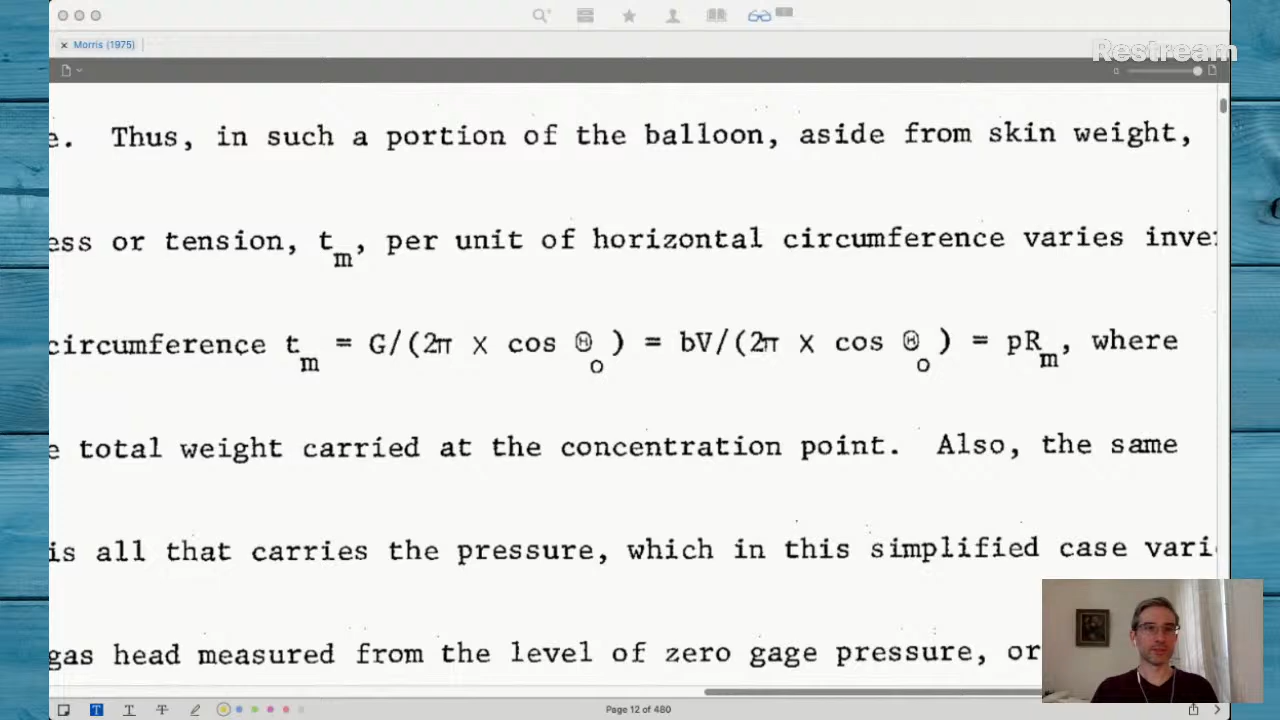 Restream
Morris (1975)
e. Thus, in such a portion of the balloon, aside from skin weight,
ess or tension, t_m, per unit of horizontal circumference varies inve
circumference t_m = G/(2π x cos Θ_o) = bV/(2π x cos Θ_o) = pR_m, where
e total weight carried at the concentration point. Also, the same
is all that carries the pressure, which in this simplified case vari
gas head measured from the level of zero gage pressure, or
Page 12 of 480